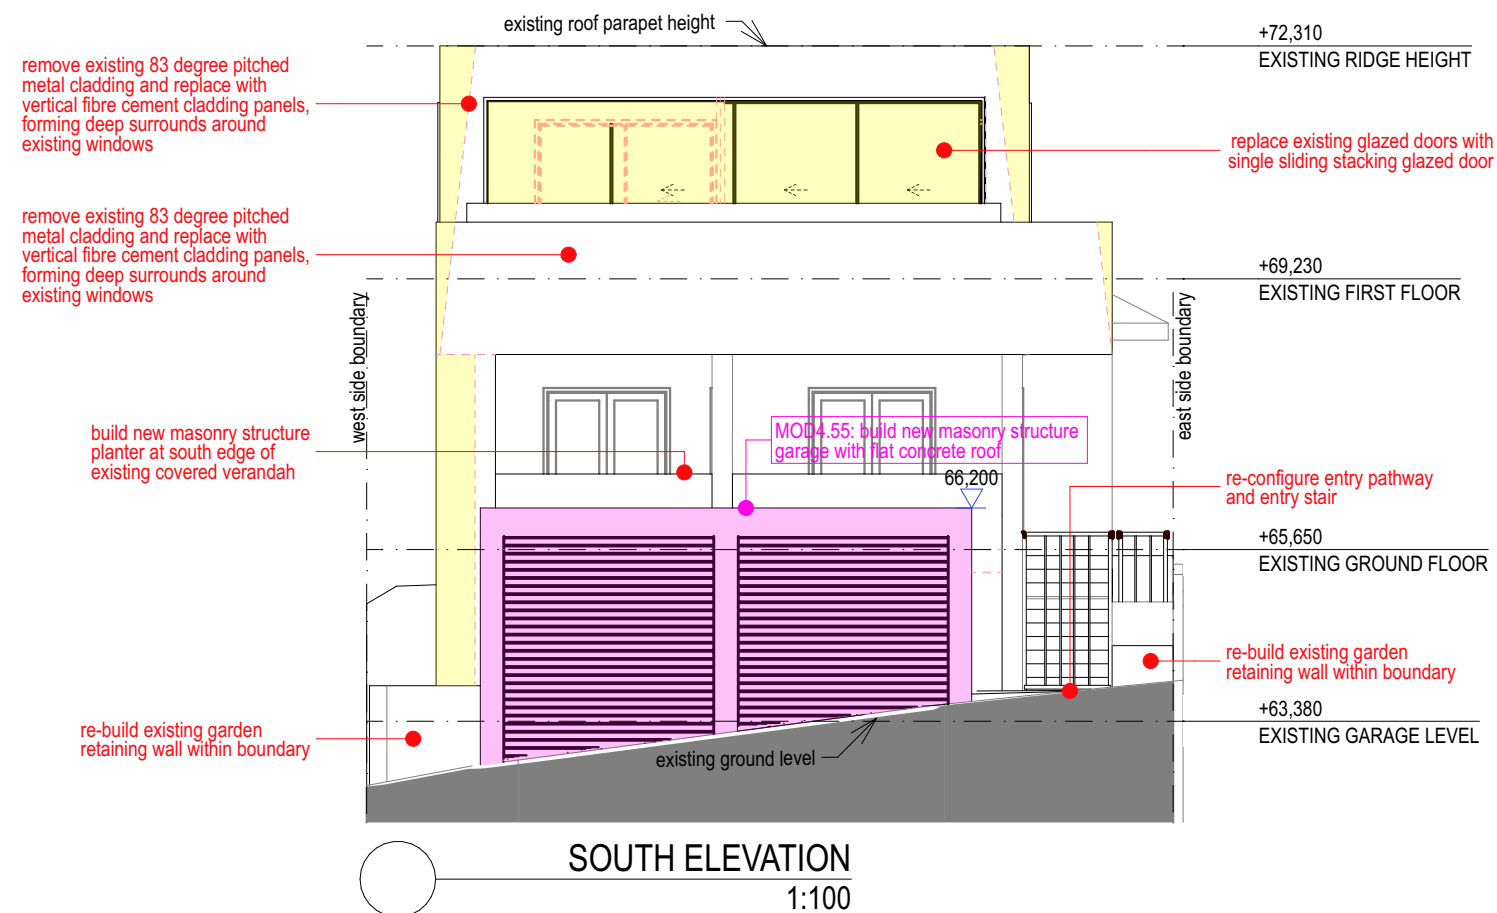 existing roof parapet height
+72,310
EXISTING RIDGE HEIGHT
remove existing 83 degree pitched
metal cladding and replace with
vertical fibre cement cladding panels,
forming deep surrounds around
existing windows
replace existing glazed doors with
single sliding stacking glazed door
remove existing 83 degree pitched
metal cladding and replace with
vertical fibre cement cladding panels,
forming deep surrounds around
existing windows
+69,230
EXISTING FIRST FLOOR
west side boundary
east side boundary
build new masonry structure
planter at south edge of
existing covered verandah
MOD4.55: build new masonry structure
garage with flat concrete roof
66,200
re-configure entry pathway
and entry stair
+65,650
EXISTING GROUND FLOOR
re-build existing garden
retaining wall within boundary
+63,380
EXISTING GARAGE LEVEL
re-build existing garden
retaining wall within boundary
existing ground level
SOUTH ELEVATION
1:100